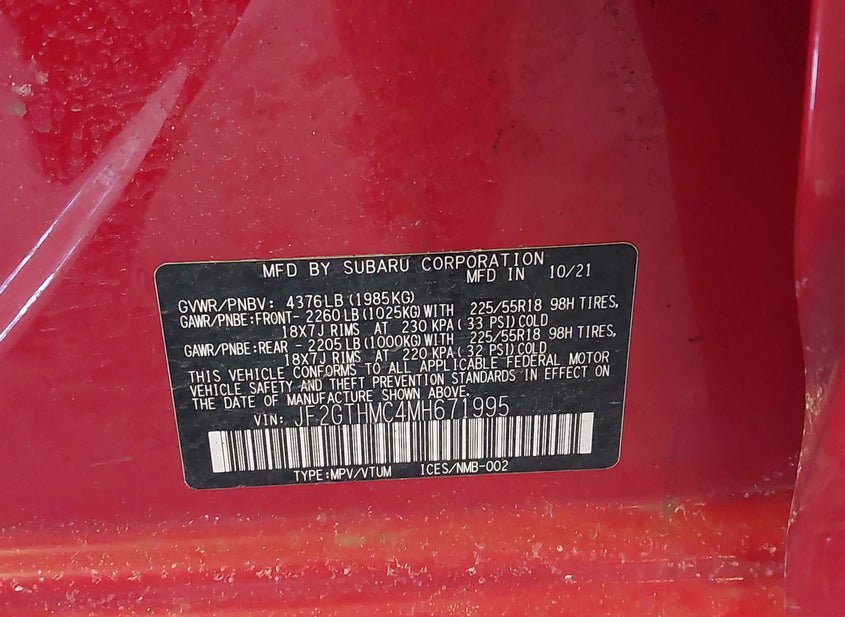 MFD BY SUBARU CORPORATION
MFD IN 10/21
GVWR/PNBV: 4376LB(1985KG)
GAWR/PNBE:FRONT- 2260LB(1025KG)WITH 225/55R18 98H TIRES,
18X7J RIMS AT 230 KPA( 33 PSI)COLD
GAWR/PNBE:REAR - 2205LB(1000KG)WITH 225/55R18 98H TIRES,
18X7J RIMS AT 220 KPA( 32 PSI)COLD
THIS VEHICLE CONFORMS TO ALL APPLICABLE FEDERAL MOTOR
VEHICLE SAFETY AND THEFT PREVENTION STANDARDS IN EFFECT ON
THE DATE OF MANUFACTURE SHOWN ABOVE.
VIN: JF2GTHMC4MH671995
TYPE:MPV/VTUM ICES/NMB-002